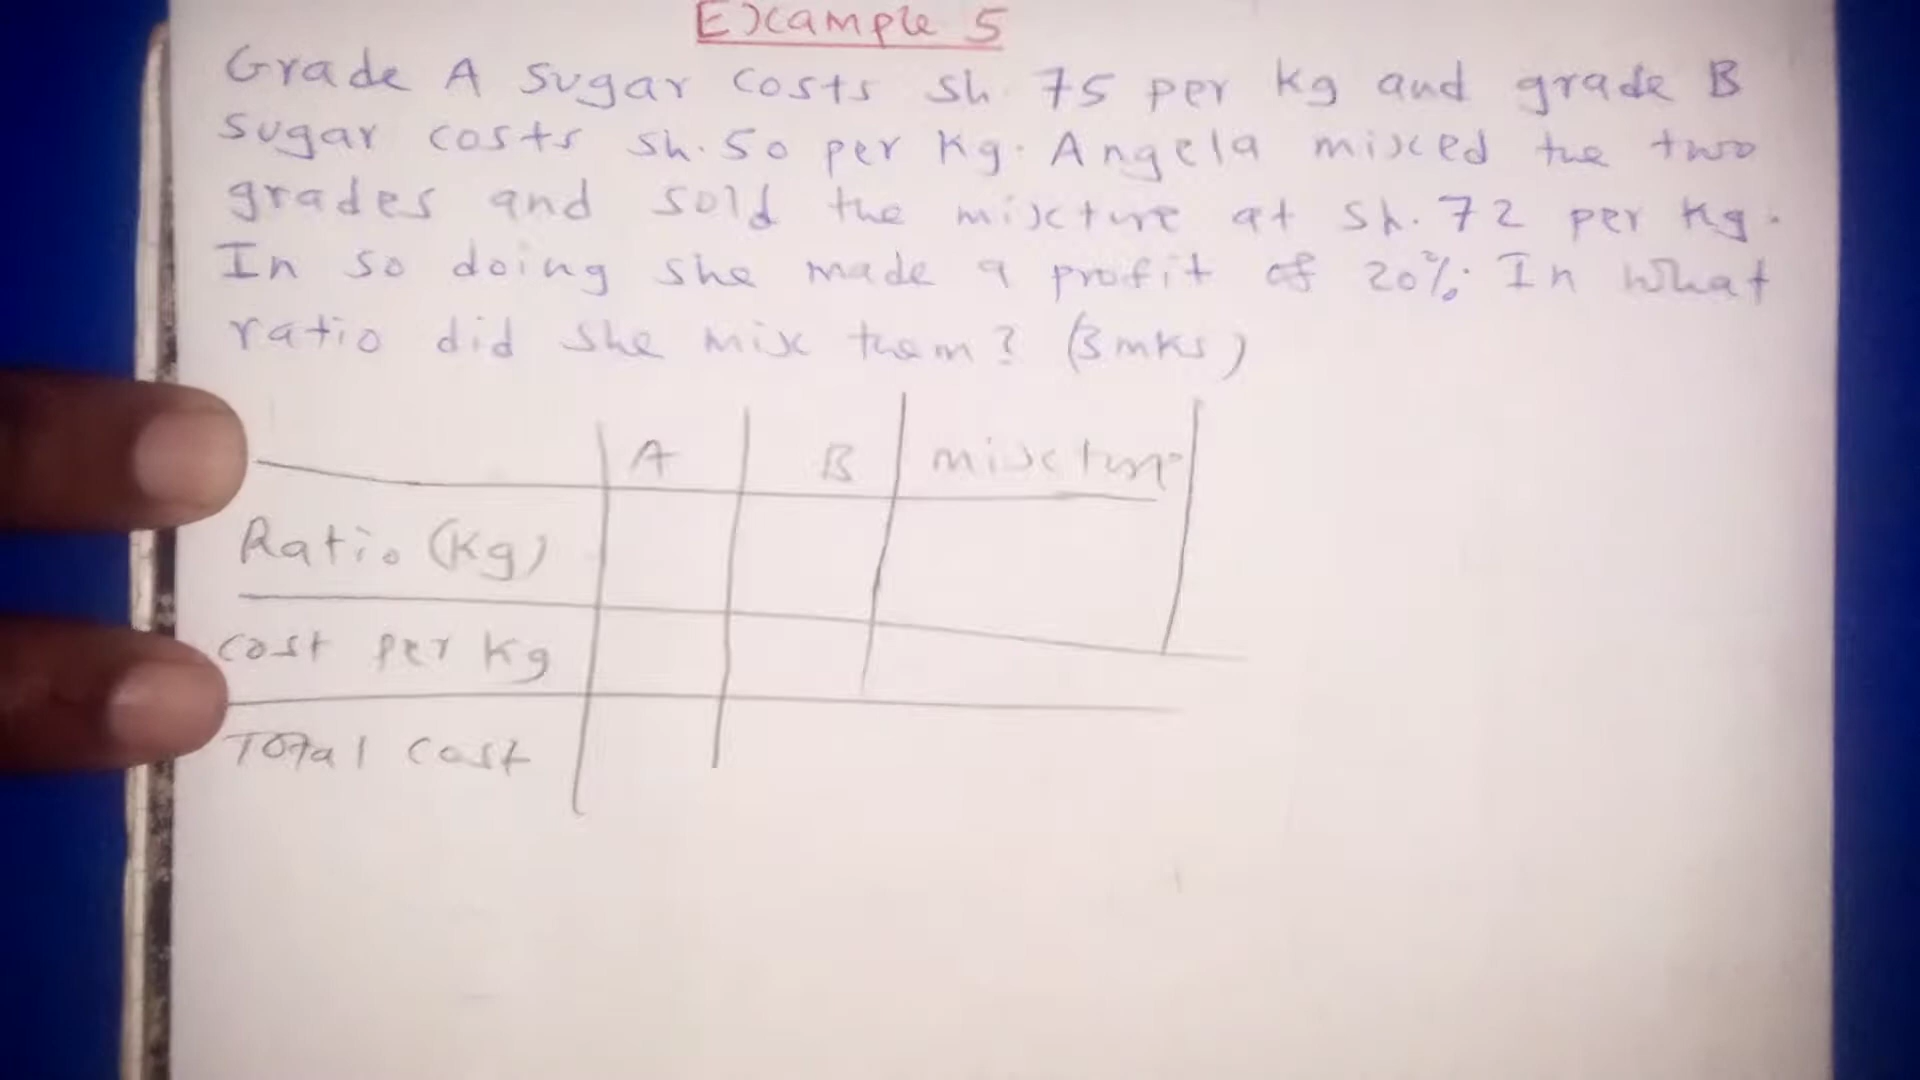 Example 5
Grade A sugar costs sh. 75 per kg and grade B
sugar costs sh. 50 per kg. Angela mixed the two
grades and sold the mixture at sh. 72 per kg.
In so doing she made a profit of 20%. In what
ratio did she mix them? (3mks)
A B mixture
Ratio (kg)
cost per kg
Total cost